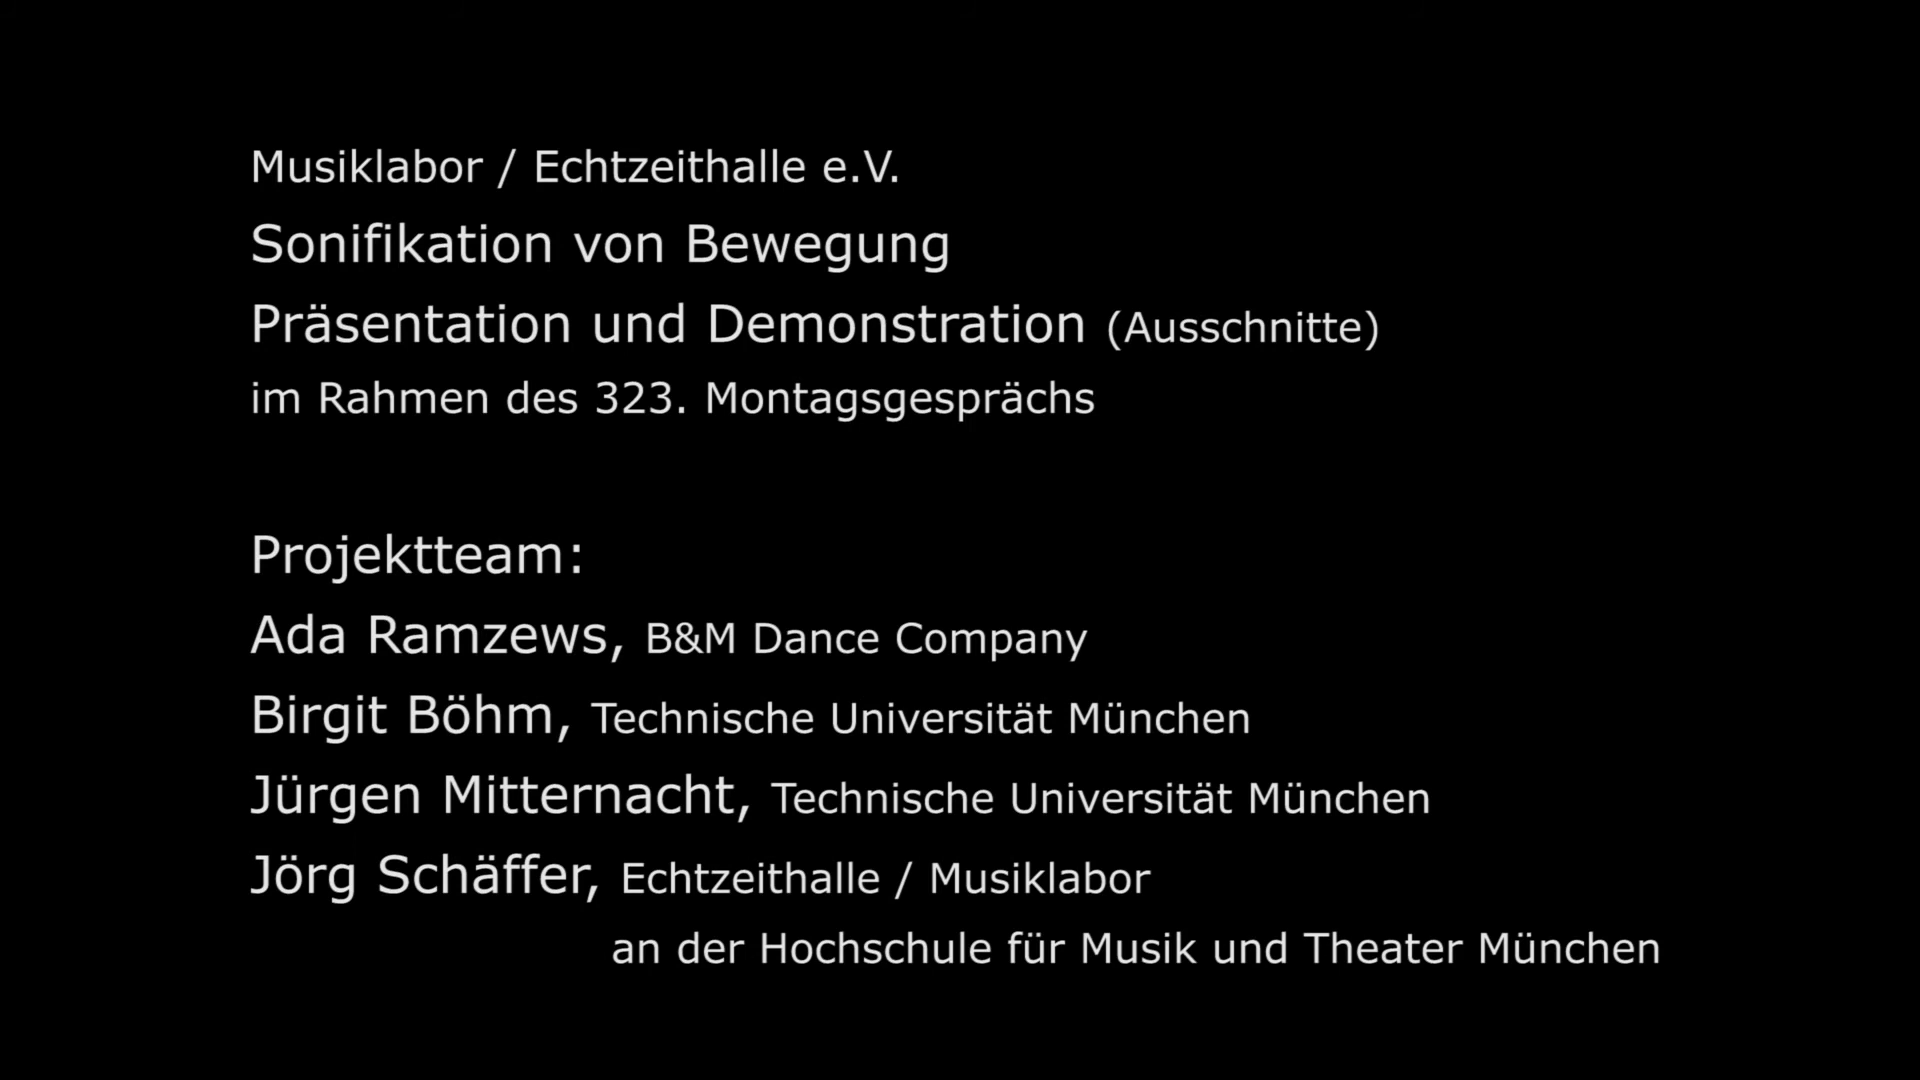 Musiklabor / Echtzeithalle e.V.
Sonifikation von Bewegung
Präsentation und Demonstration (Ausschnitte)
im Rahmen des 323. Montagsgesprächs
Projektteam:
Ada Ramzews, B&M Dance Company
Birgit Böhm, Technische Universität München
Jürgen Mitternacht, Technische Universität München
Jörg Schäffer, Echtzeithalle / Musiklabor
an der Hochschule für Musik und Theater München